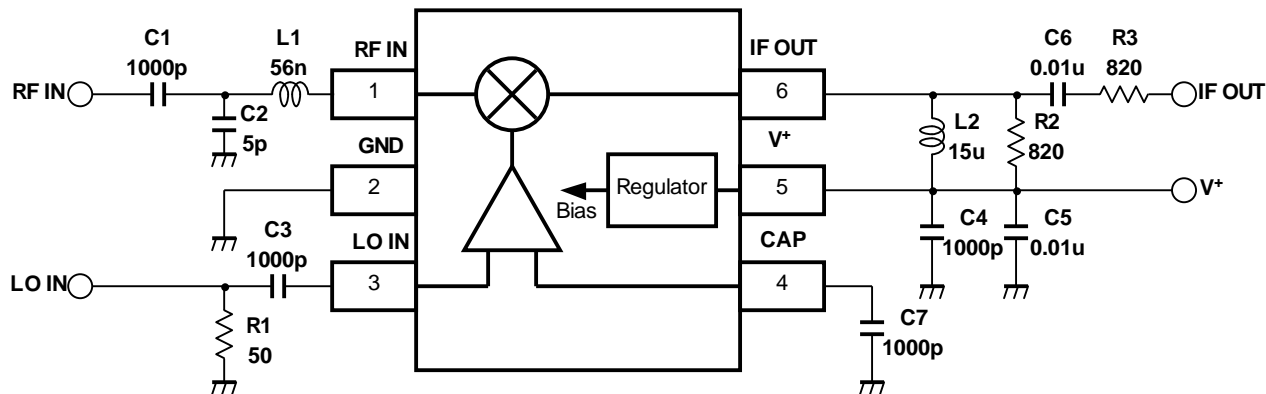 RF IN
C1
1000p
C2
5p
L1
56n
RF IN
1
GND
2
LO IN
R1
50
C3
1000p
LO IN
3
Regulator
Bias
IF OUT
6
V+
5
CAP
4
C7
1000p
L2
15u
R2
820
C6
0.01u
R3
820
IF OUT
C4
1000p
C5
0.01u
V+